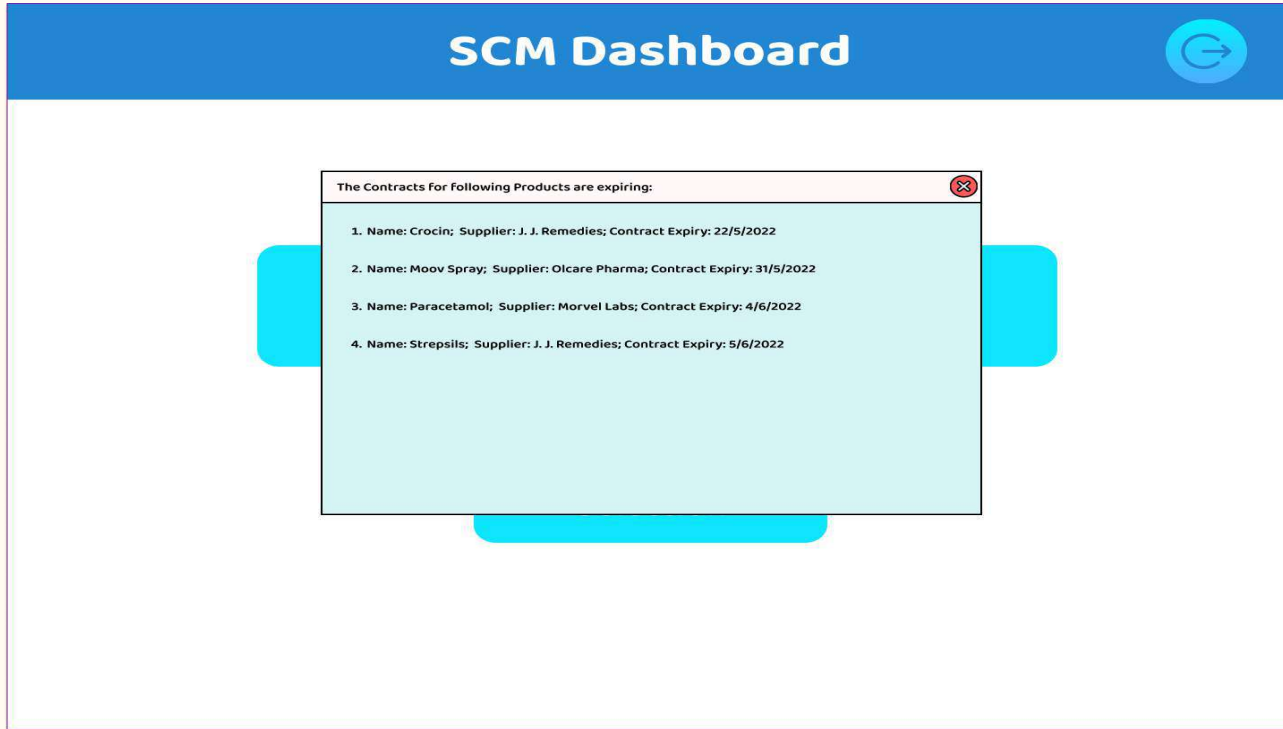 SCM Dashboard
The Contracts for following Products are expiring:
1. Name: Crocin; Supplier: J. J. Remedies; Contract Expiry: 22/5/2022
2. Name: Moov Spray; Supplier: Olcare Pharma; Contract Expiry: 31/5/2022
3. Name: Paracetamol; Supplier: Morvel Labs; Contract Expiry: 4/6/2022
4. Name: Strepsils; Supplier: J. J. Remedies; Contract Expiry: 5/6/2022